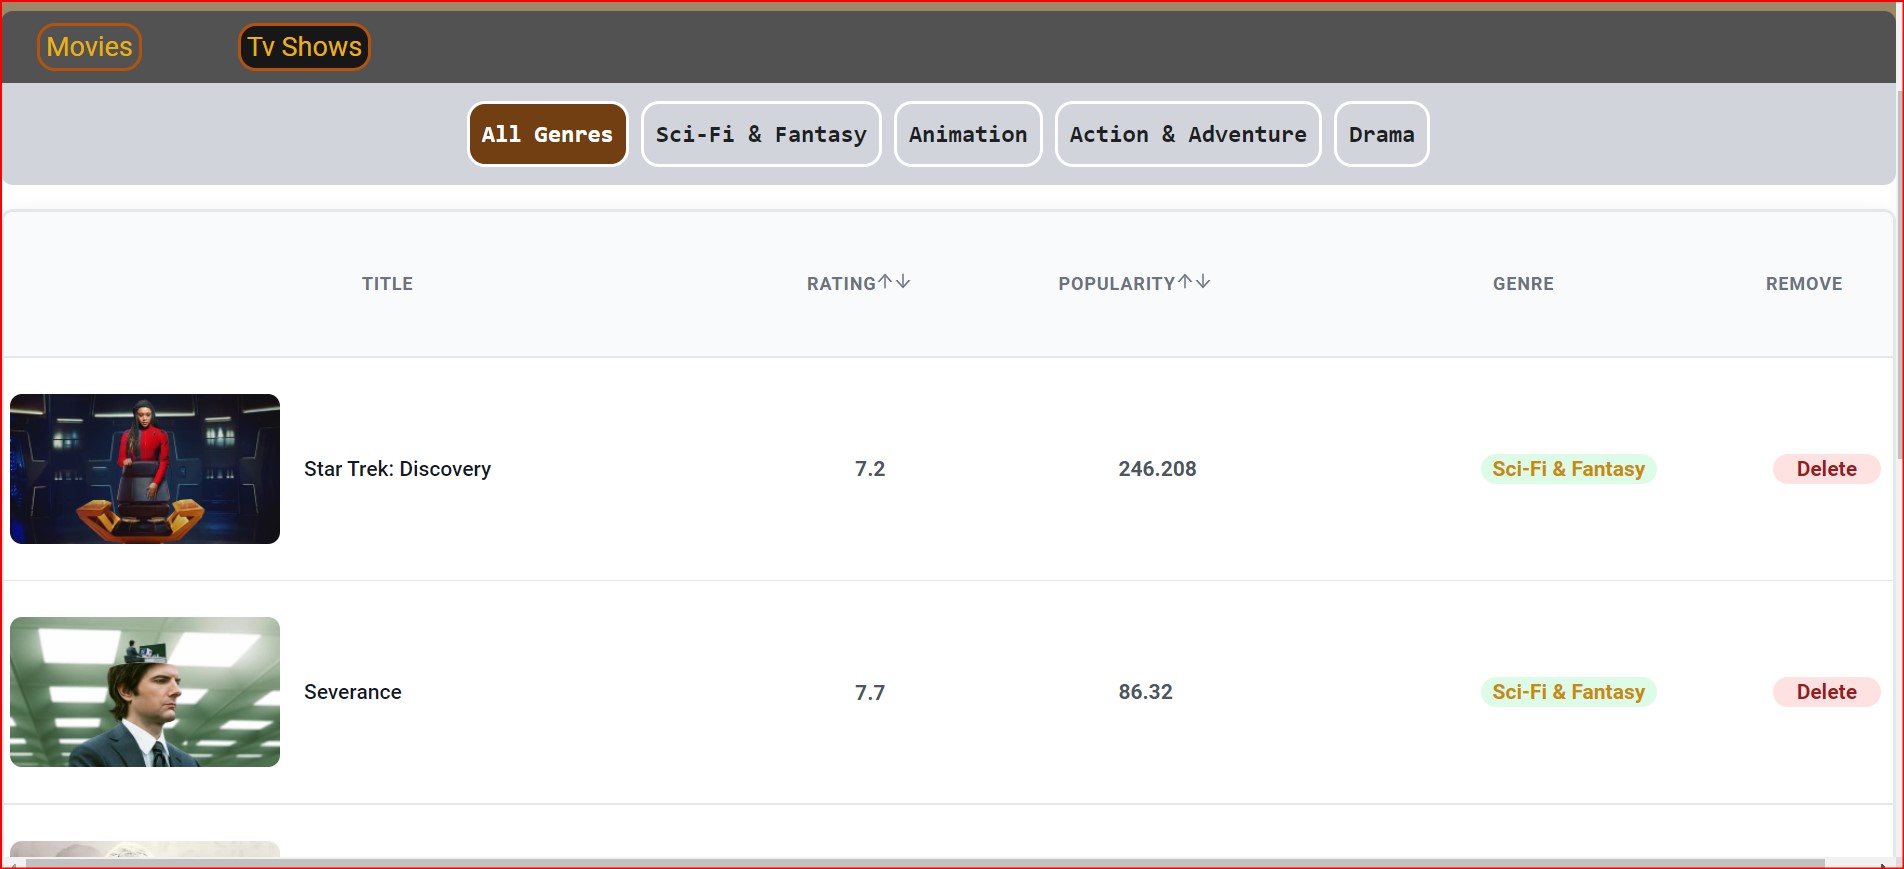 Movies
Tv Shows
All Genres
Sci-Fi & Fantasy
Animation
Action & Adventure
Drama
TITLE
RATING↑↓
POPULARITY↑↓
GENRE
REMOVE
Star Trek: Discovery
7.2
246.208
Sci-Fi & Fantasy
Delete
Severance
7.7
86.32
Sci-Fi & Fantasy
Delete